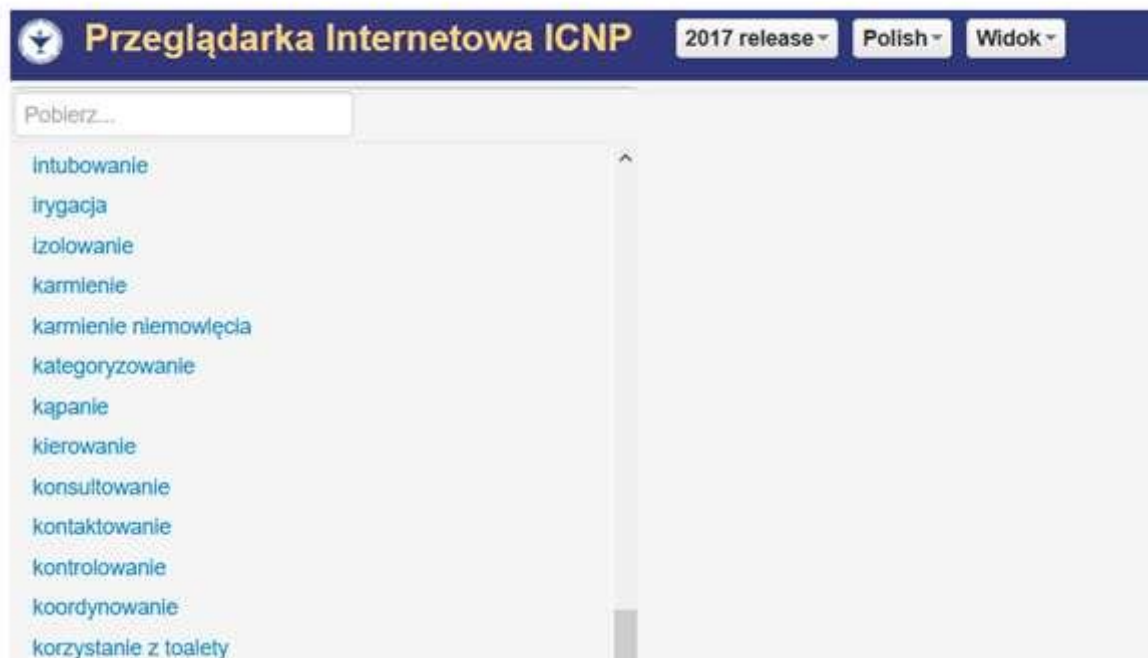 Przeglądarka Internetowa ICNP 2017 release Polish Widok
Pobierz...
intubowanie
irygacja
izolowanie
karmienie
karmienie niemowlęcia
kategoryzowanie
kąpanie
kierowanie
konsultowanie
kontaktowanie
kontrolowanie
koordynowanie
korzystanie z toalety